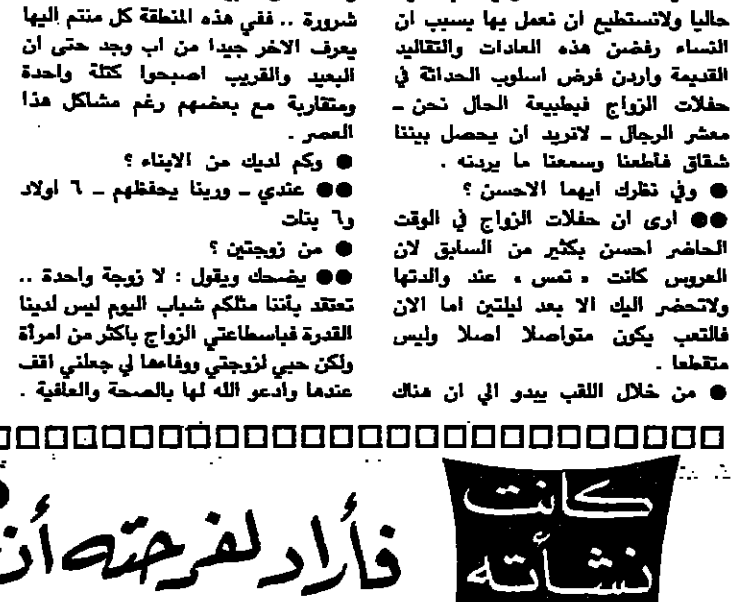 حاليا ولاتستطيع ان نعمل بها بسبب ان
النساء رفضن هذه العادات والتقاليد
القديمة واردن فرض اسلوب الحداثة في
حفلات الزواج فبطبيعة الحال نحن -
معشر الرجال - لانريد ان يحصل بيننا
شقاق فأطعنا وسمعنا ما يردنه .
● وفي نظرك ايهما الاحسن ؟
●● ارى ان حفلات الزواج في الوقت
الحاضر احسن بكثير من السابق لان
العروس كانت « تمس » عند والدتها
ولاتحضر اليك الا بعد ليلتين اما الان
فالتعب يكون متواصلا اصلا وليس
متقطعا .
● من خلال اللقب يبدو الي ان هناك
شرورة .. ففي هذه المنطقة كل منتم اليها
يعرف الاخر جيدا من اب وجد حتى ان
البعيد والقريب اصبحوا كتلة واحدة
ومتقاربة مع بعضهم رغم مشاكل هذا
العصر .
● وكم لديك من الابناء ؟
●● عندي - وربنا يحفظهم - ٦ اولاد
و٦ بنات
● من زوجتين ؟
●● يضحك ويقول : لا زوجة واحدة ..
تعتقد بأننا مثلكم شباب اليوم ليس لدينا
القدرة فباسطاعتي الزواج باكثر من امرأة
ولكن حبي لزوجتي ووفاءها لي جعلني اقف
عندها وأدعو الله لها بالصحة والعافية .
كانت
نشأته
فأراد لفرحته أن